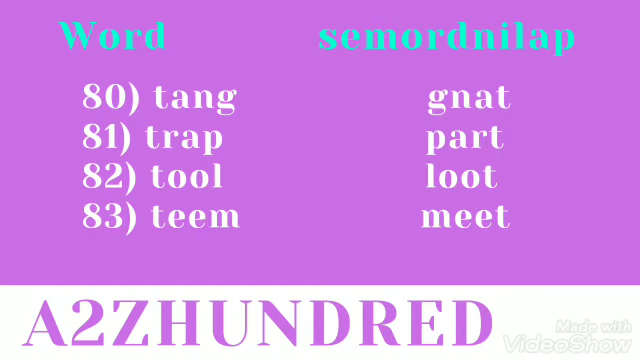 Word semordnilap
80) tang gnat
81) trap part
82) tool loot
83) teem meet
A2ZHUNDRED
Made with
VideoShow